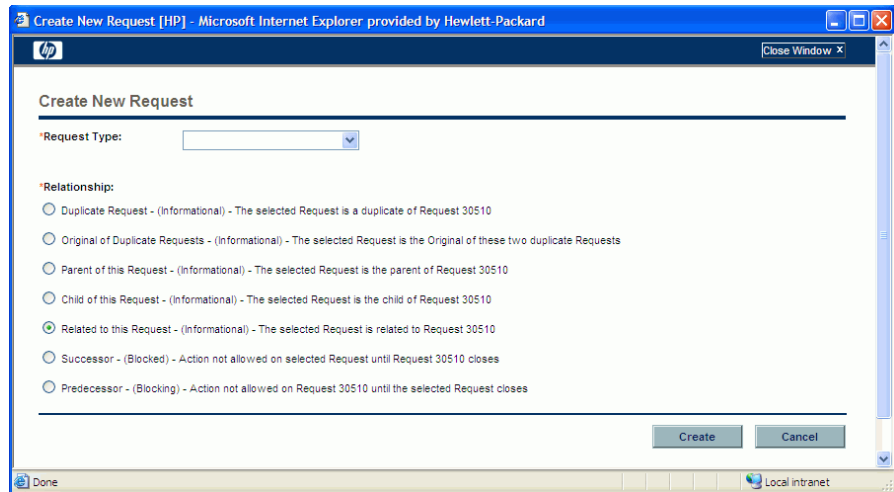 Create New Request [HP] - Microsoft Internet Explorer provided by Hewlett-Packard
hp
Close Window X
Create New Request
*Request Type:
*Relationship:
Duplicate Request - (Informational) - The selected Request is a duplicate of Request 30510
Original of Duplicate Requests - (Informational) - The selected Request is the Original of these two duplicate Requests
Parent of this Request - (Informational) - The selected Request is the parent of Request 30510
Child of this Request - (Informational) - The selected Request is the child of Request 30510
Related to this Request - (Informational) - The selected Request is related to Request 30510
Successor - (Blocked) - Action not allowed on selected Request until Request 30510 closes
Predecessor - (Blocking) - Action not allowed on Request 30510 until the selected Request closes
Create Cancel
Done Local intranet